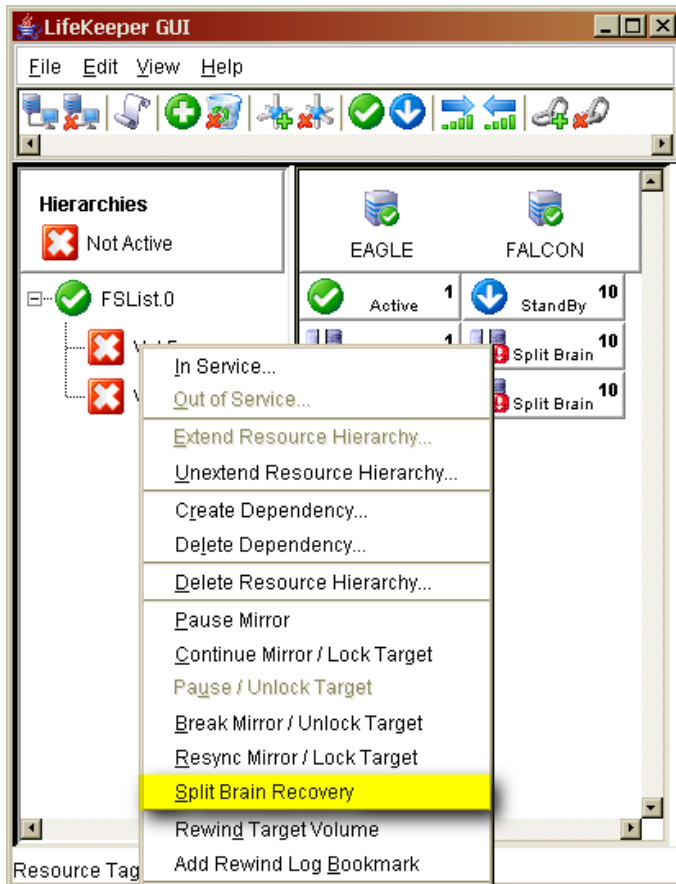 LifeKeeper GUI
File Edit View Help
Hierarchies
Not Active
EAGLE
FALCON
FSList.0
Active 1
StandBy 10
1
Split Brain 10
Split Brain 10
In Service...
Out of Service...
Extend Resource Hierarchy...
Unextend Resource Hierarchy...
Create Dependency...
Delete Dependency...
Delete Resource Hierarchy...
Pause Mirror
Continue Mirror / Lock Target
Pause / Unlock Target
Break Mirror / Unlock Target
Resync Mirror / Lock Target
Split Brain Recovery
Rewind Target Volume
Add Rewind Log Bookmark
Resource Tag